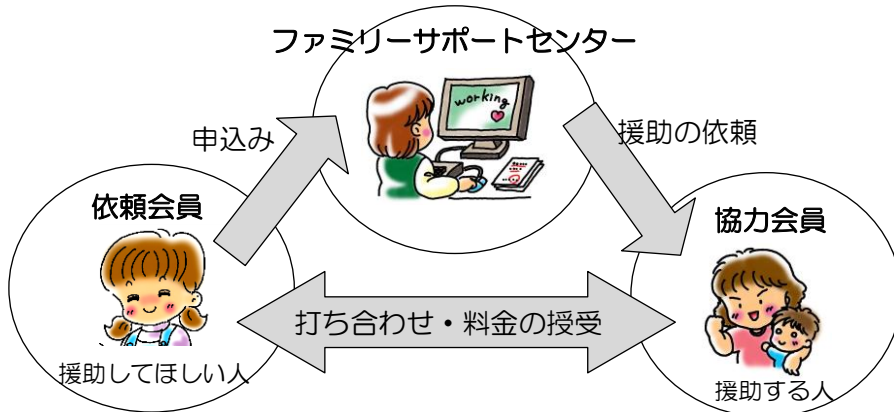 ファミリーサポートセンター
working
申込み
援助の依頼
依頼会員
協力会員
打ち合わせ・料金の授受
援助してほしい人
援助する人